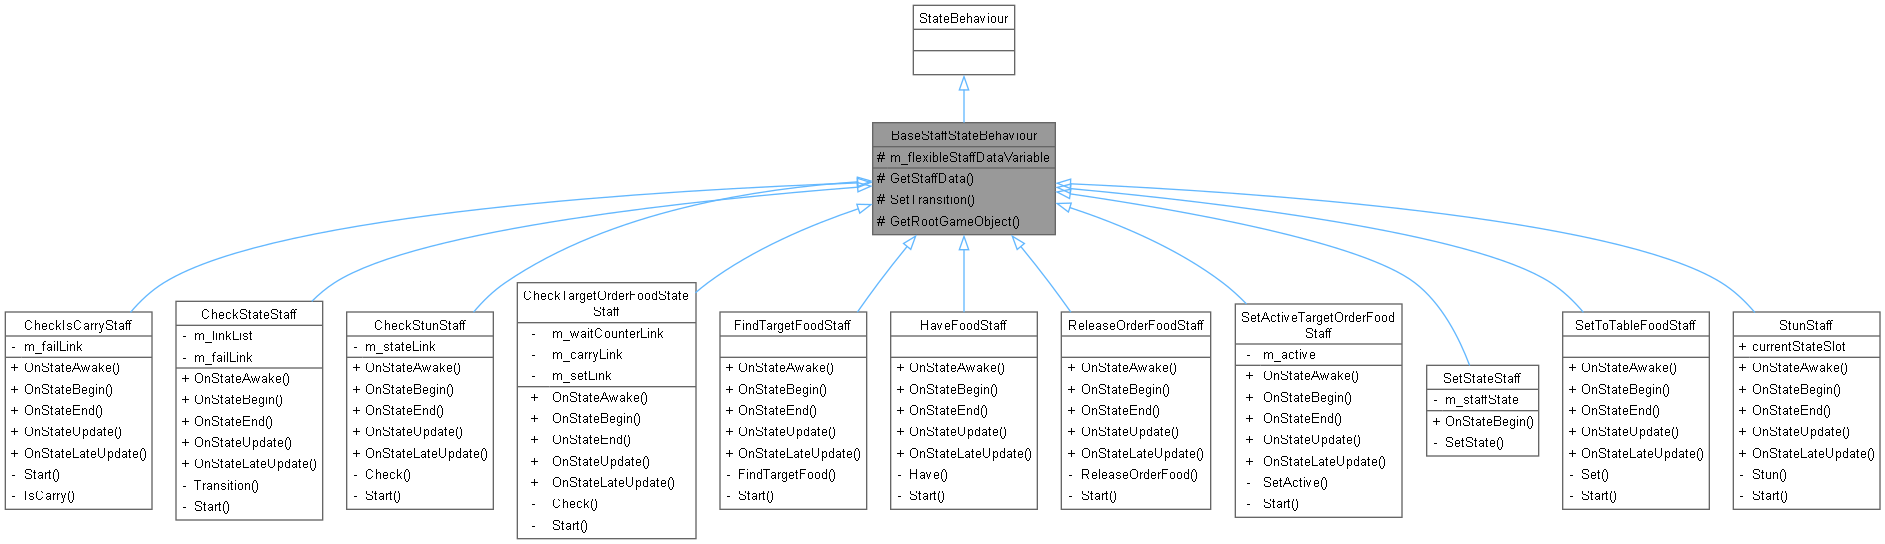 StateBehaviour
BaseStaffStateBehaviour
# m_flexibleStaffDataVariable
# GetStaffData()
# SetTransition()
# GetRootGameObject()
CheckIsCarryStaff
- m_failLink
+ OnStateAwake()
+ OnStateBegin()
+ OnStateEnd()
+ OnStateUpdate()
+ OnStateLateUpdate()
- Start()
- IsCarry()
CheckStateStaff
- m_linkList
- m_failLink
+ OnStateAwake()
+ OnStateBegin()
+ OnStateEnd()
+ OnStateUpdate()
+ OnStateLateUpdate()
- Transition()
- Start()
CheckStunStaff
- m_stateLink
+ OnStateAwake()
+ OnStateBegin()
+ OnStateEnd()
+ OnStateUpdate()
+ OnStateLateUpdate()
- Check()
- Start()
CheckTargetOrderFoodState
Staff
- m_waitCounterLink
- m_carryLink
- m_setLink
+ OnStateAwake()
+ OnStateBegin()
+ OnStateEnd()
+ OnStateUpdate()
+ OnStateLateUpdate()
- Check()
- Start()
FindTargetFoodStaff
+ OnStateAwake()
+ OnStateBegin()
+ OnStateEnd()
+ OnStateUpdate()
+ OnStateLateUpdate()
- FindTargetFood()
- Start()
HaveFoodStaff
+ OnStateAwake()
+ OnStateBegin()
+ OnStateEnd()
+ OnStateUpdate()
+ OnStateLateUpdate()
- Have()
- Start()
ReleaseOrderFoodStaff
+ OnStateAwake()
+ OnStateBegin()
+ OnStateEnd()
+ OnStateUpdate()
+ OnStateLateUpdate()
- ReleaseOrderFood()
- Start()
SetActiveTargetOrderFood
Staff
- m_active
+ OnStateAwake()
+ OnStateBegin()
+ OnStateEnd()
+ OnStateUpdate()
+ OnStateLateUpdate()
- SetActive()
- Start()
SetStateStaff
- m_staffState
+ OnStateBegin()
- SetState()
SetToTableFoodStaff
+ OnStateAwake()
+ OnStateBegin()
+ OnStateEnd()
+ OnStateUpdate()
+ OnStateLateUpdate()
- Set()
- Start()
StunStaff
+ currentStateSlot
+ OnStateAwake()
+ OnStateBegin()
+ OnStateEnd()
+ OnStateUpdate()
+ OnStateLateUpdate()
- Stun()
- Start()